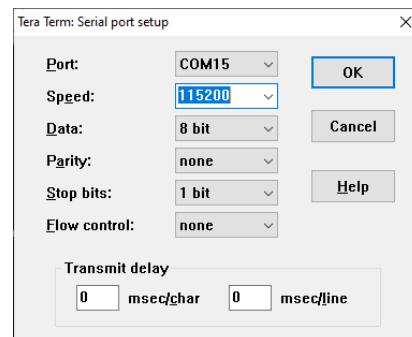 Tera Term: Serial port setup
Port: COM15 OK
Speed: 115200
Data: 8 bit Cancel
Parity: none
Stop bits: 1 bit Help
Flow control: none
Transmit delay
0 msec/char 0 msec/line